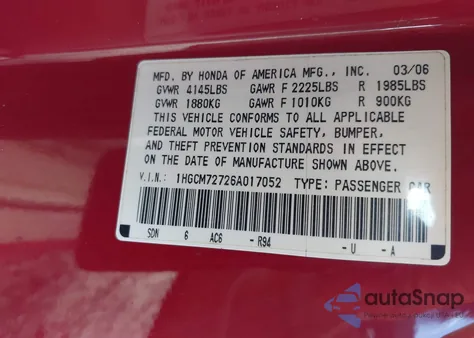 MFD. BY HONDA OF AMERICA MFG., INC. 03/06
GVWR 4145LBS GAWR F 2225LBS R 1985LBS
GVWR 1880KG GAWR F 1010KG R 900KG
THIS VEHICLE CONFORMS TO ALL APPLICABLE
FEDERAL MOTOR VEHICLE SAFETY, BUMPER,
AND THEFT PREVENTION STANDARDS IN EFFECT
ON THE DATE OF MANUFACTURE SHOWN ABOVE.
V.I.N.: 1HGCM72726A017052 TYPE: PASSENGER CAR
SDN 6 AC6 -R94 -U -A
autoSnap